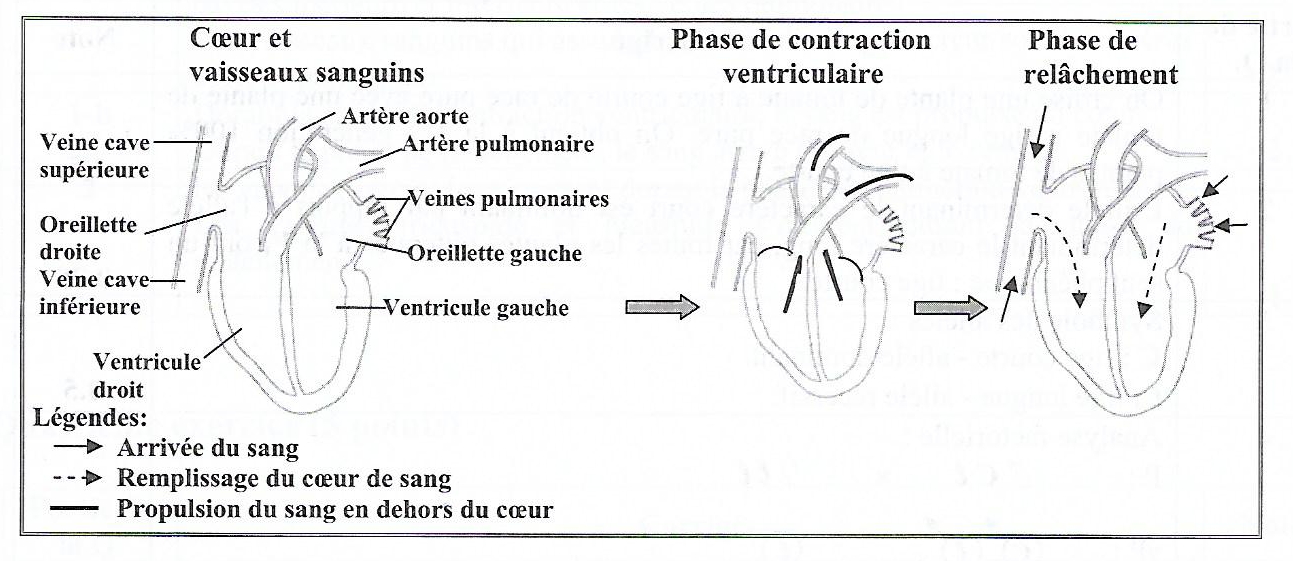 Cœur et
vaisseaux sanguins
Phase de contraction
ventriculaire
Phase de
relâchement
Artère aorte
Veine cave
supérieure
Artère pulmonaire
Veines pulmonaires
Oreillette
droite
Oreillette gauche
Veine cave
inférieure
Ventricule gauche
Ventricule
droit
Légendes:
Arrivée du sang
Remplissage du cœur de sang
Propulsion du sang en dehors du cœur